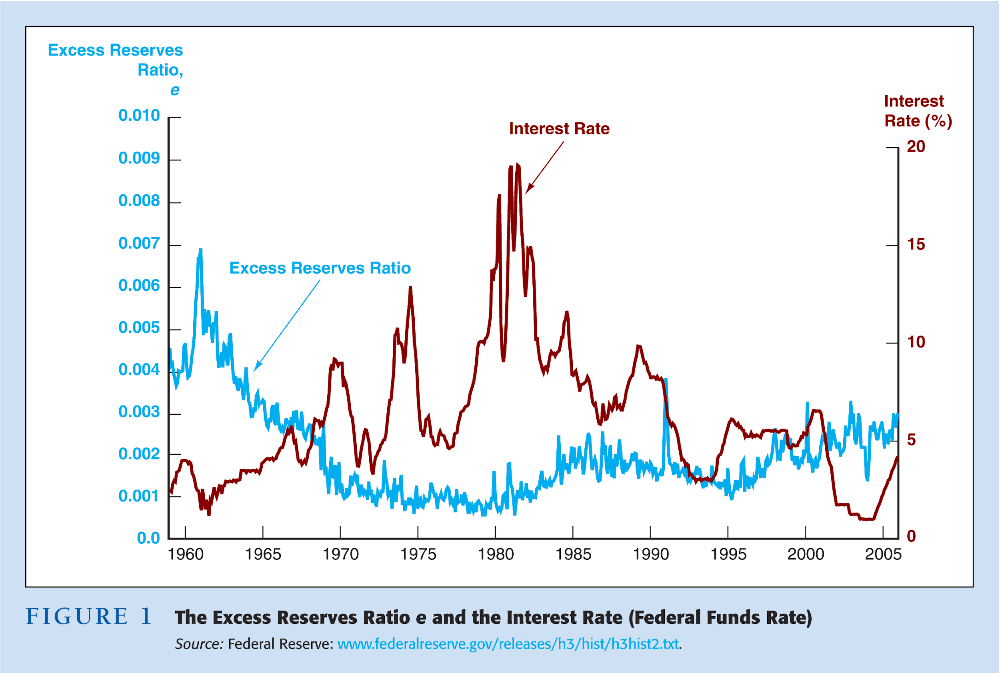 Excess Reserves
Ratio,
e
Interest
Rate (%)
0.010
0.009
0.008
0.007
0.006
0.005
0.004
0.003
0.002
0.001
0.0
Interest Rate
Excess Reserves Ratio
20
15
10
5
0
1960 1965 1970 1975 1980 1985 1990 1995 2000 2005
FIGURE 1 The Excess Reserves Ratio e and the Interest Rate (Federal Funds Rate)
Source: Federal Reserve: www.federalreserve.gov/releases/h3/hist/h3hist2.txt.